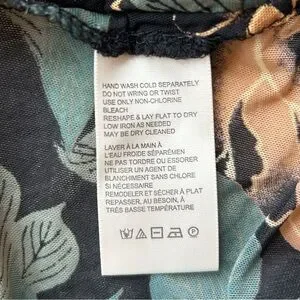 HAND WASH COLD SEPARATELY
DO NOT WRING OR TWIST
USE ONLY NON-CHLORINE
BLEACH
RESHAPE & LAY FLAT TO DRY
LOW IRON AS NEEDED
MAY BE DRY CLEANED
LAVER À LA MAIN À
L'EAU FROIDE SÉPARÉMEN
NE PAS TORDRE OU ESSORER
UTILISER UN AGENT DE
BLANCHIMENT SANS CHLORE
SI NÉCESSAIRE
REMODELER ET SÉCHER À PLAT
REPASSER, AU BESOIN, À
TRÈS BASSE TEMPÉRATURE